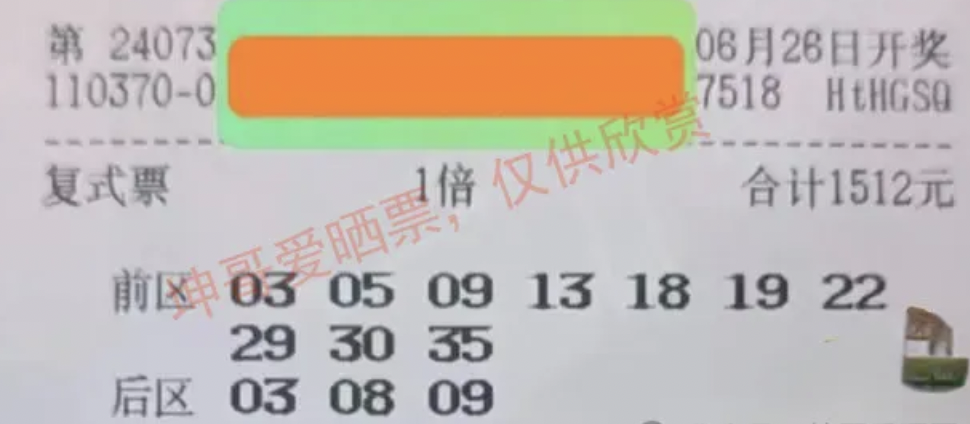 第 24073 06月26日开奖
110370-0 7518 HtHGSQ
复式票 1倍 合计1512元
坤哥爱晒票，仅供欣赏
前区 03 05 09 13 18 19 22
29 30 35
后区 03 08 09